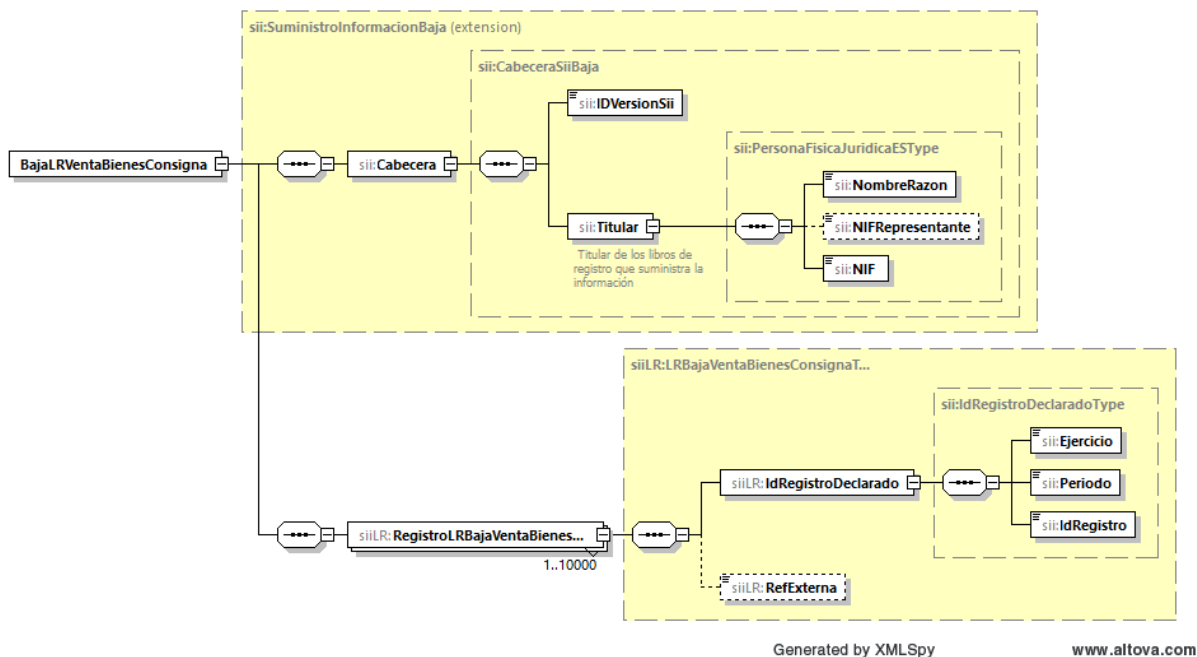 sii:SuministroInformacionBaja (extension)
sii:CabeceraSiiBaja
sii:IDVersionSii
sii:PersonaFisicaJuridicaESType
BajaLRVentaBienesConsigna
sii:Cabecera
sii:NombreRazon
sii:Titular
sii:NIFRepresentante
Titular de los libros de
registro que suministra la
información
sii:NIF
siiLR:LRBajaVentaBienesConsignaT...
sii:IdRegistroDeclaradoType
sii:Ejercicio
siiLR:IdRegistroDeclarado
sii:Periodo
sii:IdRegistro
siiLR:RegistroLRBajaVentaBienes...
1..10000
siiLR:RefExterna
Generated by XMLSpy
www.altova.com